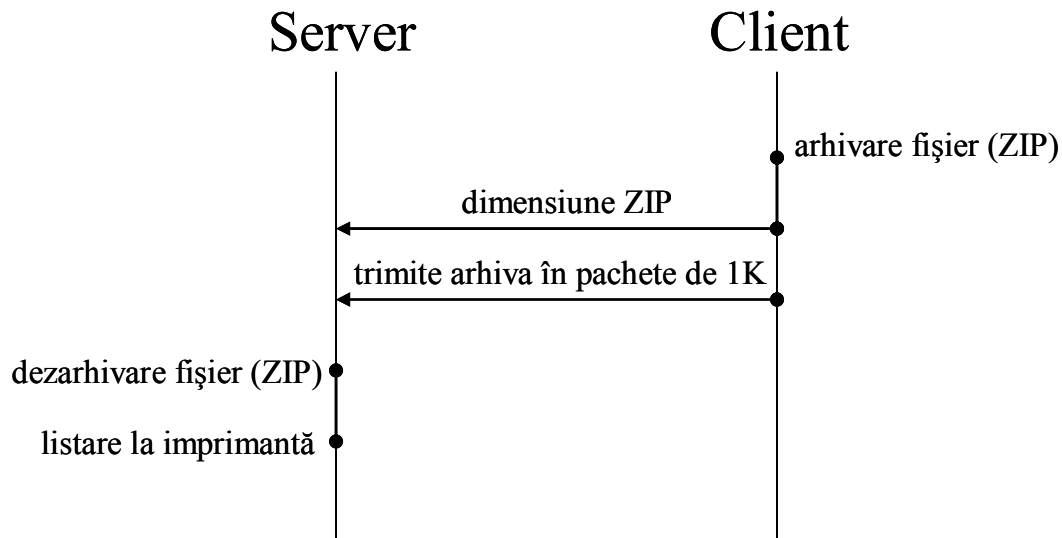 Server
Client
arhivare fişier (ZIP)
dimensiune ZIP
trimite arhiva în pachete de 1K
dezarhivare fişier (ZIP)
listare la imprimantă